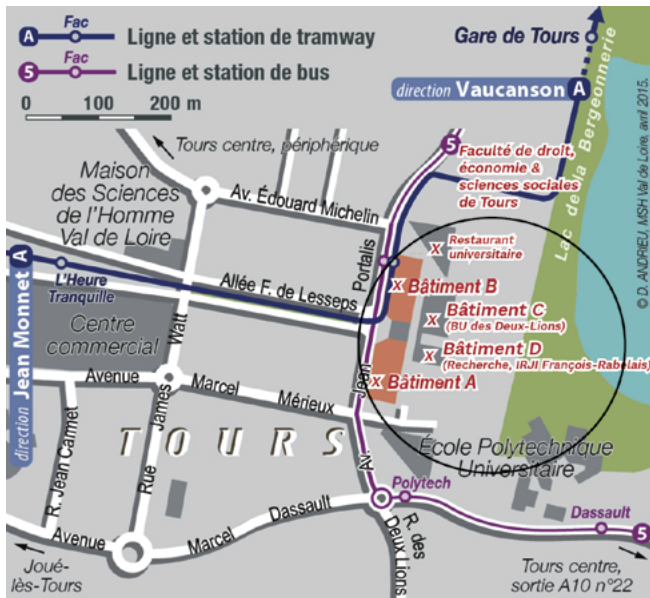 A
Fac
Ligne et station de tramway
5
Fac
Ligne et station de bus
0 100 200 m
Gare de Tours
direction Vaucanson A
Lac de la Bergeonnerie
© D. ANDRIEU, MSH Val de Loire, avril 2015.
Tours centre, périphérique
5
Faculté de droit,
économie &
sciences sociales
de Tours
Maison
des Sciences
de l'Homme
Val de Loire
Av. Édouard Michelin
X Restaurant
universitaire
A
direction Jean Monnet
L'Heure
Tranquille
Allée F. de Lesseps
Av. Jean Portalis
X Bâtiment B
X Bâtiment C
(BU des Deux-Lions)
X Bâtiment D
(Recherche, IRJI François-Rabelais)
X Bâtiment A
Centre
commercial
Rue James Watt
Avenue Marcel Mérieux
R. Jean Carmet
TOURS
École Polytechnique
Universitaire
Polytech
Dassault
5
Avenue Marcel Dassault
R. des
Deux Lions
Joué-
lès-Tours
Tours centre,
sortie A10 n°22